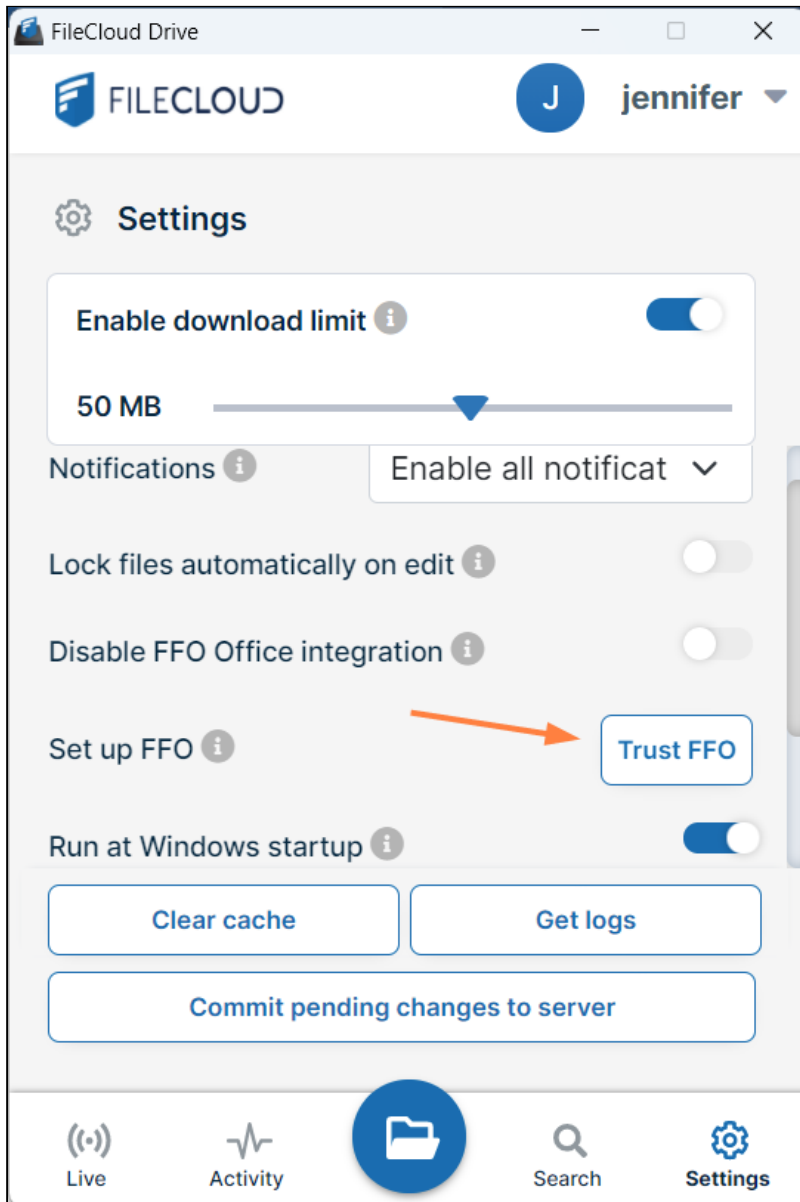 FileCloud Drive
FILECLOUD
J
jennifer
Settings
Enable download limit
50 MB
Notifications
Enable all notificat
Lock files automatically on edit
Disable FFO Office integration
Set up FFO
Trust FFO
Run at Windows startup
Clear cache
Get logs
Commit pending changes to server
Live
Activity
Search
Settings